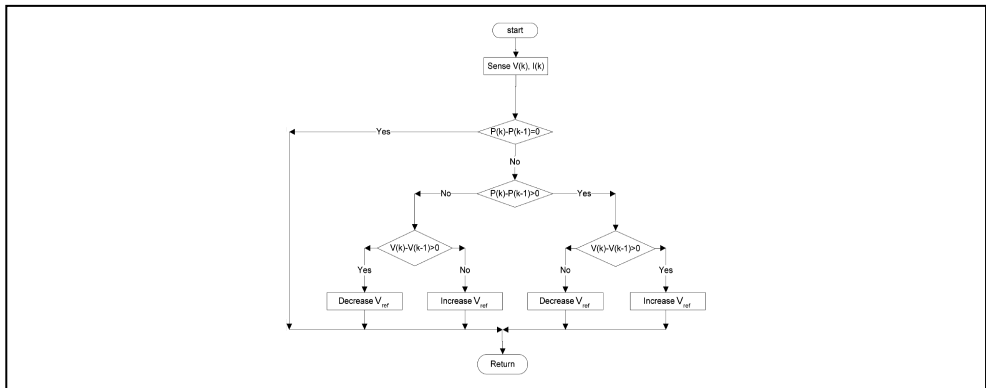 start
Sense V(k), I(k)
P(k)-P(k-1)=0
Yes
No
P(k)-P(k-1)>0
No
Yes
V(k)-V(k-1)>0
V(k)-V(k-1)>0
Yes
No
No
Yes
Decrease Vref
Increase Vref
Decrease Vref
Increase Vref
Return